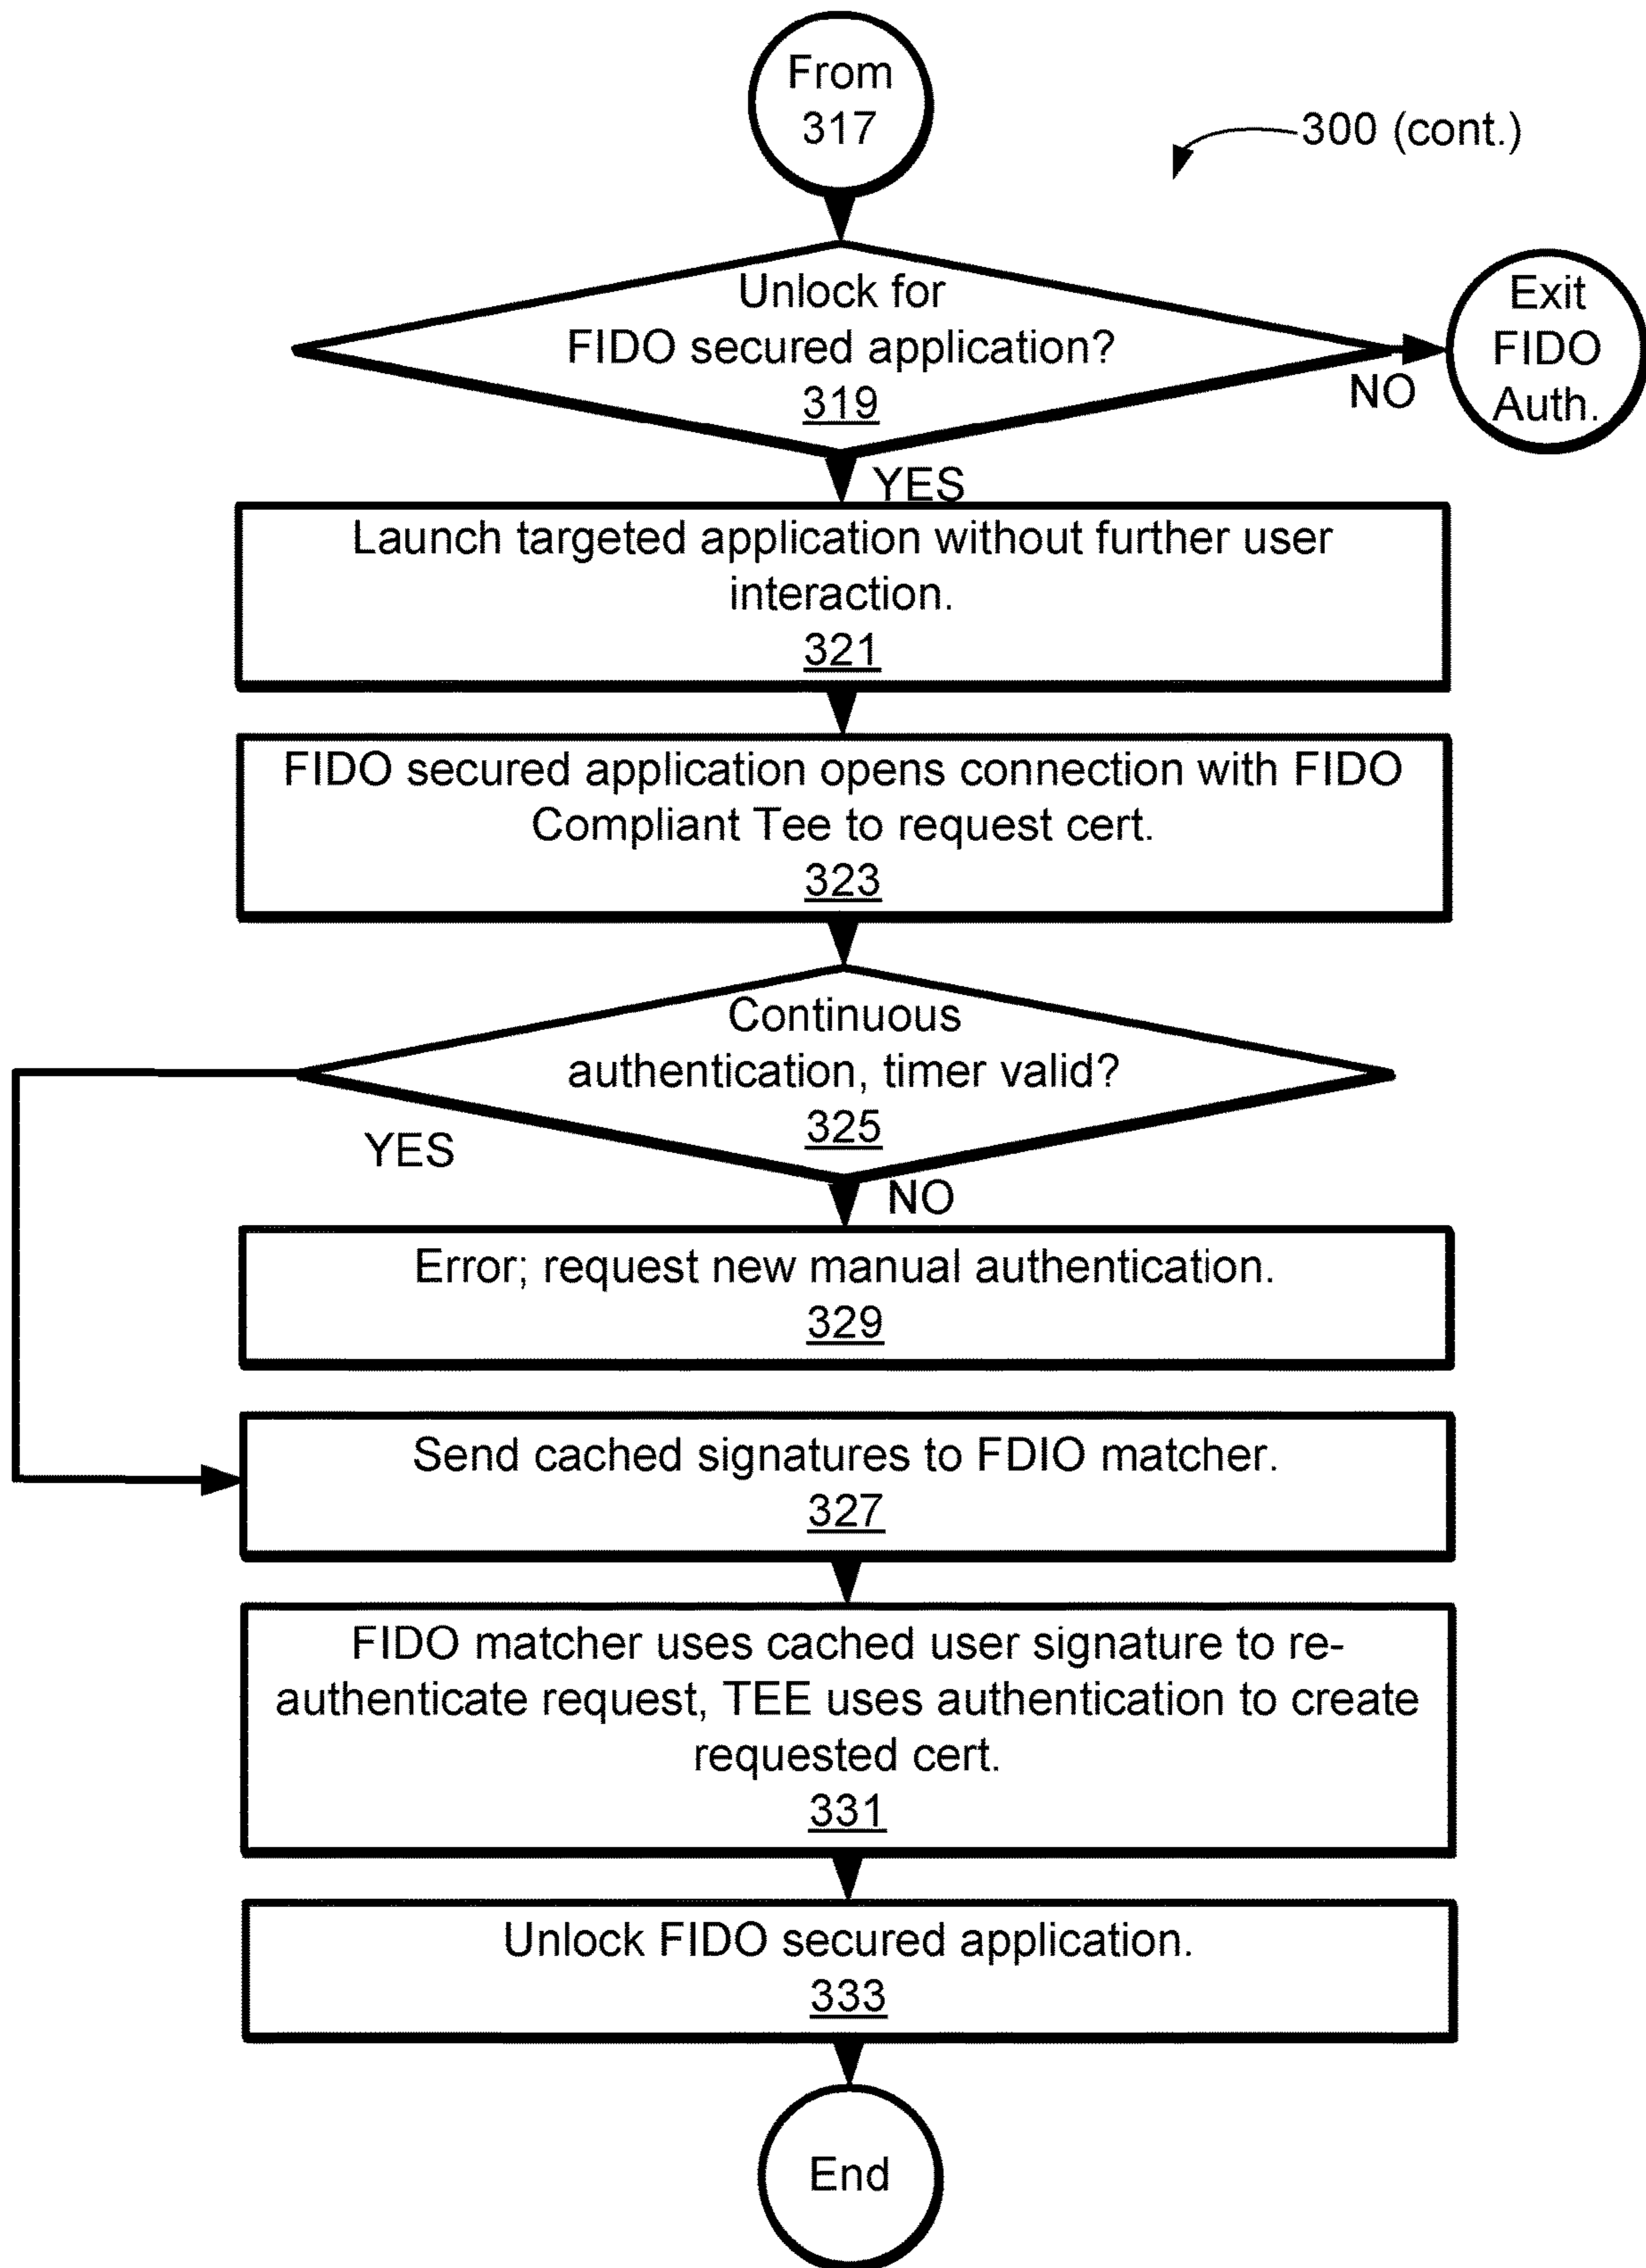 From
317
300 (cont.)
Unlock for
FIDO secured application?
319
NO
Exit
FIDO
Auth.
YES
Launch targeted application without further user
interaction.
321
FIDO secured application opens connection with FIDO
Compliant Tee to request cert.
323
Continuous
authentication, timer valid?
325
YES
NO
Error; request new manual authentication.
329
Send cached signatures to FDIO matcher.
327
FIDO matcher uses cached user signature to re-
authenticate request, TEE uses authentication to create
requested cert.
331
Unlock FIDO secured application.
333
End